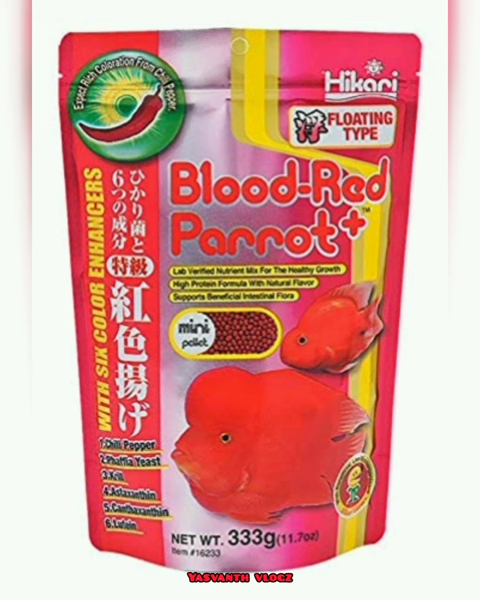 Expect Rich Coloration From Chili Pepper
Hikari
浮 FLOATING
TYPE
Blood-Red
Parrot+
TM
Lab Verified Nutrient Mix For The Healthy Growth
High Protein Formula With Natural Flavor
Supports Beneficial Intestinal Flora
mini
pellet
ひかり菌と
6つの成分
特級
紅色揚げ
WITH SIX COLOR ENHANCERS
1.Chili Pepper
2.Phaffia Yeast
3.Krill
4.Astaxanthin
5.Canthaxanthin
6.Lutein
NET WT. 333g(11.7oz)
Item #16233
Yasvanth vlogz